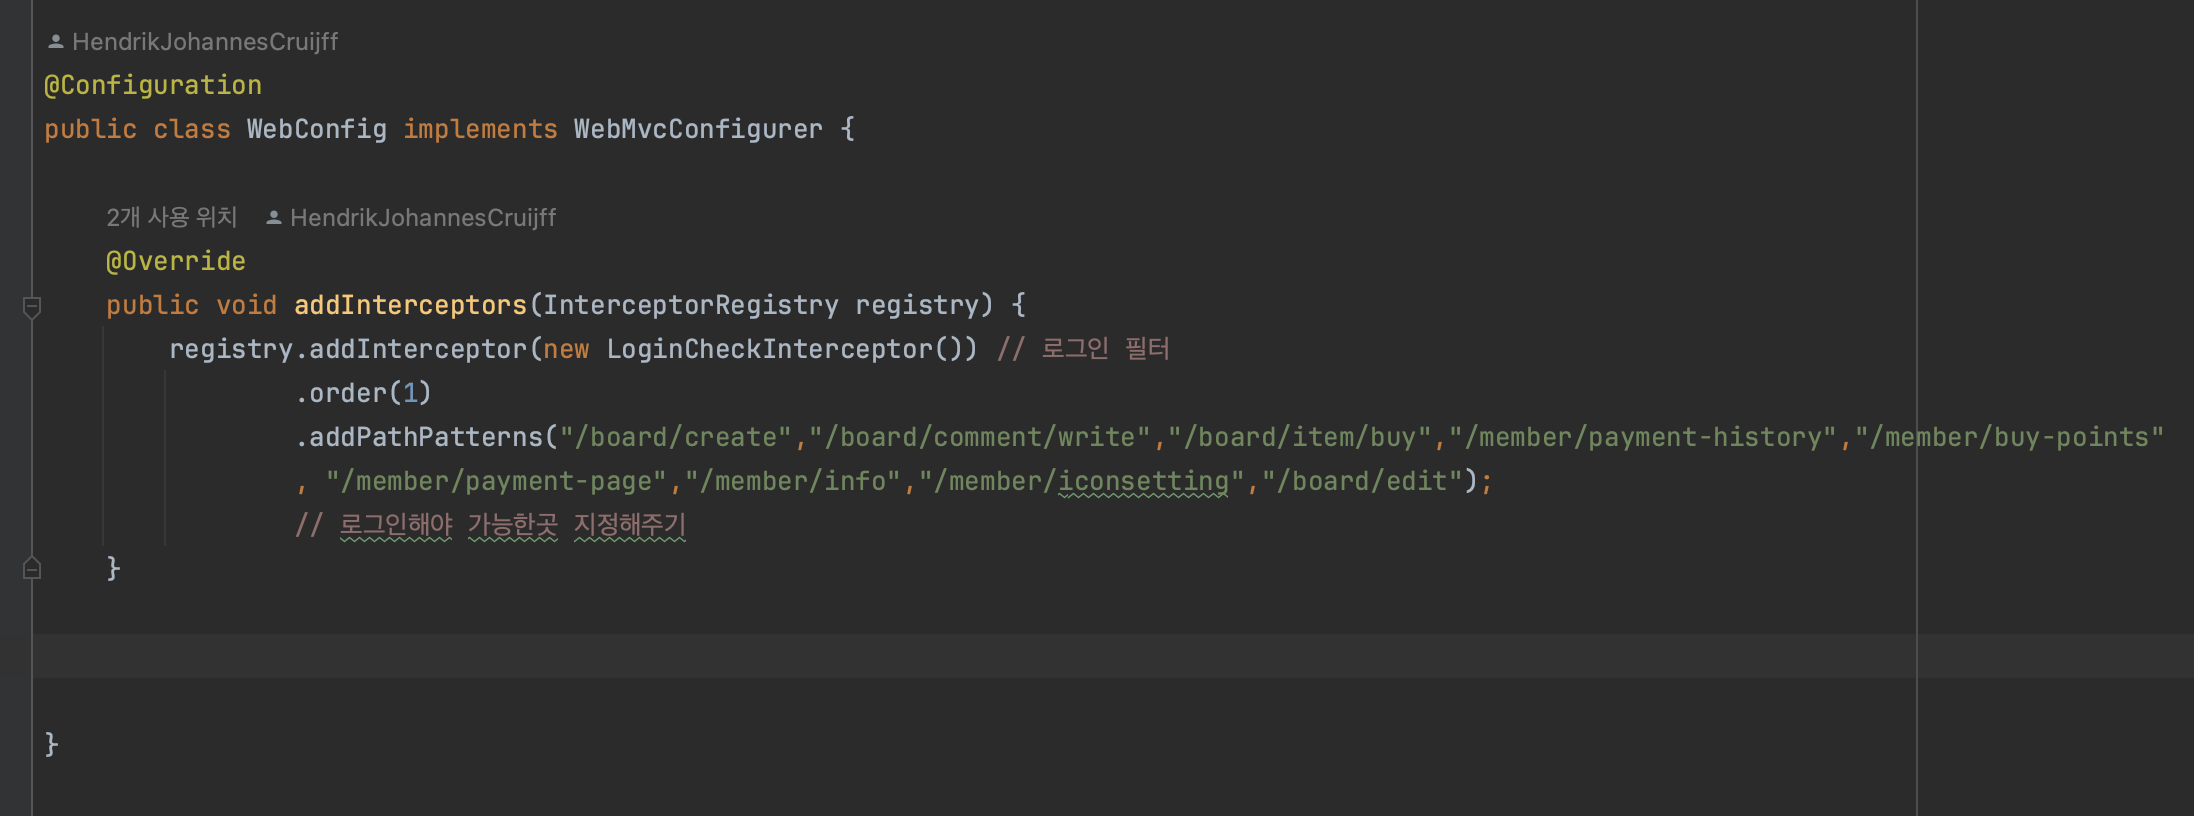 HendrikJohannesCruijff
@Configuration
public class WebConfig implements WebMvcConfigurer {
2개 사용 위치 HendrikJohannesCruijff
@Override
public void addInterceptors(InterceptorRegistry registry) {
registry.addInterceptor(new LoginCheckInterceptor()) // 로그인 필터
.order(1)
.addPathPatterns("/board/create","/board/comment/write","/board/item/buy","/member/payment-history","/member/buy-points"
, "/member/payment-page","/member/info","/member/iconsetting","/board/edit");
// 로그인해야 가능한곳 지정해주기
}
}